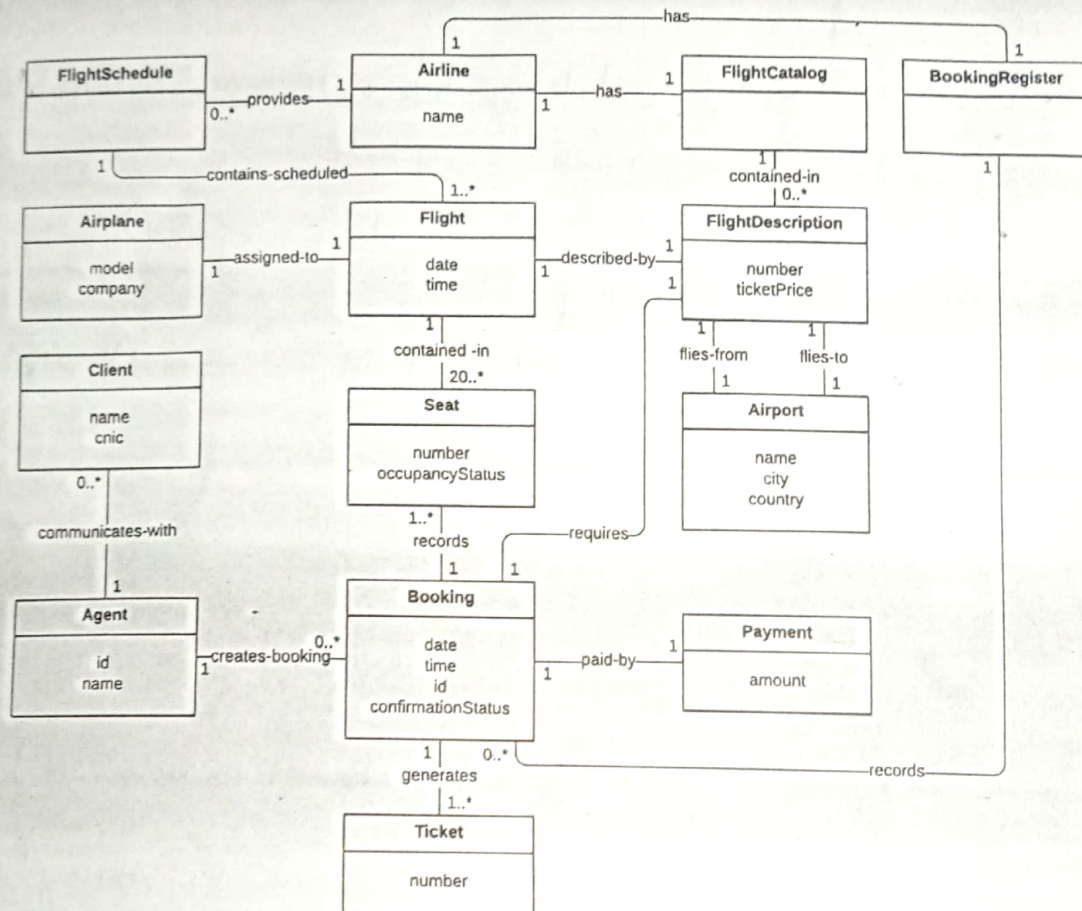 has
1
1
FlightSchedule
Airline
FlightCatalog
BookingRegister
name
0..*
provides
1
1
has
1
1
contains-scheduled
1..*
1
contained-in
0..*
1
Airplane
model
company
1
assigned-to
1
Flight
date
time
1
described-by
1
1
FlightDescription
number
ticketPrice
1
contained -in
20..*
1
flies-from
1
1
flies-to
1
Client
name
cnic
Seat
number
occupancyStatus
Airport
name
city
country
0..*
communicates-with
1
1..*
records
1
requires
1
Agent
id
name
1
creates-booking
0..*
Booking
date
time
id
confirmationStatus
1
paid-by
1
Payment
amount
1
generates
1..*
0..*
records
Ticket
number